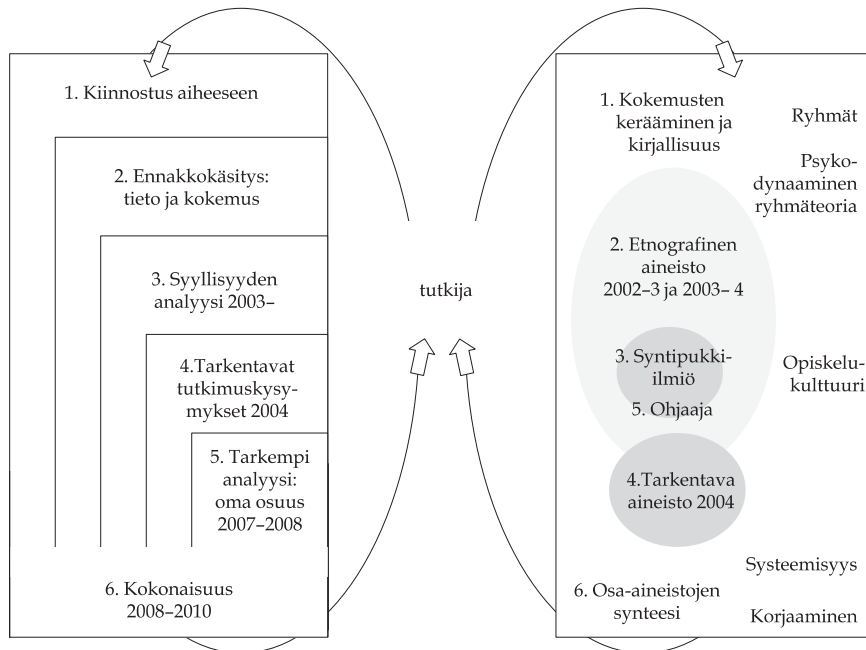 1. Kiinnostus aiheeseen
2. Ennakkokäsitys:
tieto ja kokemus
3. Syyllisyyden
analyysi 2003–
4.Tarkentavat
tutkimuskysy-
mykset 2004
5. Tarkempi
analyysi:
oma osuus
2007–2008
6. Kokonaisuus
2008–2010
tutkija
1. Kokemusten
kerääminen ja
kirjallisuus
Ryhmät
Psyko-
dynaaminen
ryhmäteoria
2. Etnografinen
aineisto
2002–3 ja 2003– 4
3. Syntipukki-
ilmiö
5. Ohjaaja
Opiskelu-
kulttuuri
4.Tarkentava
aineisto 2004
Systeemisyys
6. Osa-aineistojen
synteesi
Korjaaminen